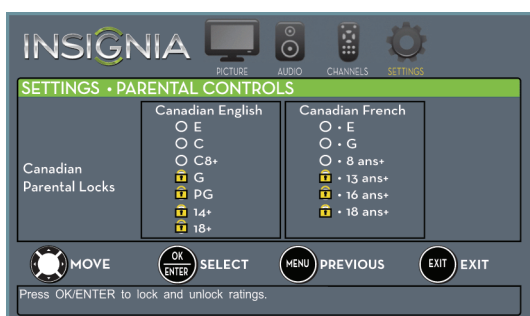 INSIGNIA
PICTURE AUDIO CHANNELS SETTINGS
SETTINGS • PARENTAL CONTROLS
Canadian Parental Locks
Canadian English
E
C
C8+
G
PG
14+
18+
Canadian French
• E
• G
• 8 ans+
• 13 ans+
• 16 ans+
• 18 ans+
MOVE
OK
ENTER
SELECT
MENU
PREVIOUS
EXIT
EXIT
Press OK/ENTER to lock and unlock ratings.